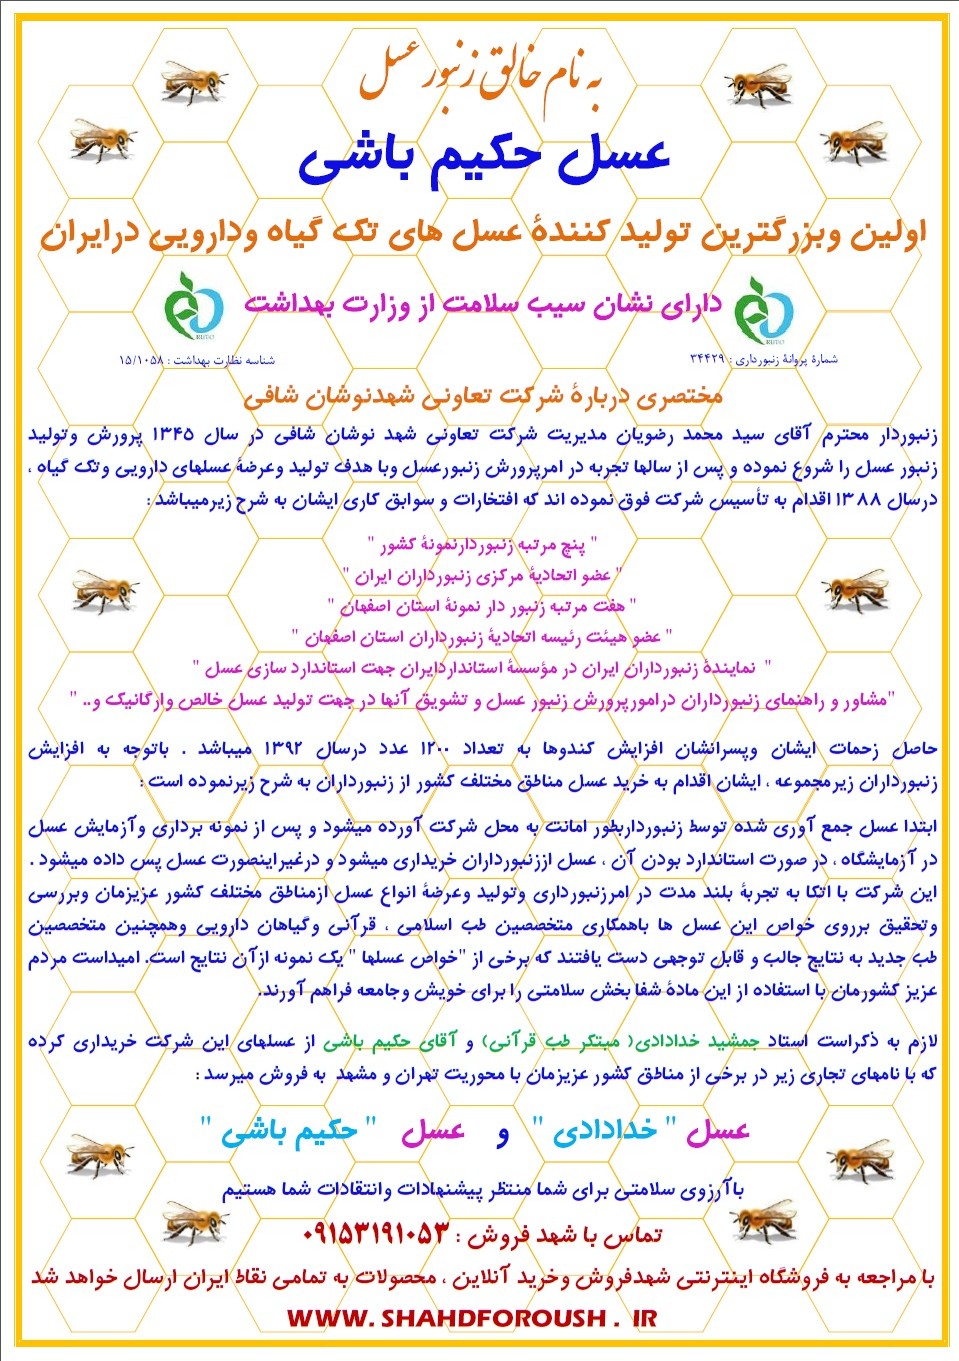 به نام خالق زنبور عسل
عسل حکیم باشی
اولین وبزرگترین تولید کنندۀ عسل های تک گیاه ودارویی درایران
دارای نشان سیب سلامت از وزارت بهداشت
شمارۀ پروانۀ زنبورداری : ۳۴۴۲۹
شناسه نظارت بهداشت : ۱۵/۱۰۵۸
مختصری دربارۀ شرکت تعاونی شهدنوشان شافی
زنبوردار محترم آقای سید محمد رضویان مدیریت شرکت تعاونی شهد نوشان شافی در سال ۱۳۴۵ پرورش وتولید
زنبور عسل را شروع نموده و پس از سالها تجربه در امرپرورش زنبورعسل وبا هدف تولید وعرضۀ عسلهای دارویی وتک گیاه ،
درسال ۱۳۸۸ اقدام به تأسیس شرکت فوق نموده اند که افتخارات و سوابق کاری ایشان به شرح زیرمیباشد :
" پنج مرتبه زنبوردارنمونۀ کشور "
" عضو اتحادیۀ مرکزی زنبورداران ایران "
" هفت مرتبه زنبور دار نمونۀ استان اصفهان "
" عضو هیئت رئیسه اتحادیۀ زنبورداران استان اصفهان "
" نمایندۀ زنبورداران ایران در مؤسسۀ استانداردایران جهت استاندارد سازی عسل "
"مشاور و راهنمای زنبورداران درامورپرورش زنبور عسل و تشویق آنها در جهت تولید عسل خالص وارگانیک و.. "
حاصل زحمات ایشان وپسرانشان افزایش کندوها به تعداد ۱۲۰۰ عدد درسال ۱۳۹۲ میباشد . باتوجه به افزایش
زنبورداران زیرمجموعه ، ایشان اقدام به خرید عسل مناطق مختلف کشور از زنبورداران به شرح زیرنموده است :
ابتدا عسل جمع آوری شده توسط زنبورداربطور امانت به محل شرکت آورده میشود و پس از نمونه برداری وآزمایش عسل
در آزمایشگاه ، در صورت استاندارد بودن آن ، عسل اززنبورداران خریداری میشود و درغیراینصورت عسل پس داده میشود .
این شرکت با اتکا به تجربۀ بلند مدت در امرزنبورداری وتولید وعرضۀ انواع عسل ازمناطق مختلف کشور عزیزمان وبررسی
وتحقیق برروی خواص این عسل ها باهمکاری متخصصین طب اسلامی ، قرآنی وگیاهان دارویی وهمچنین متخصصین
طب جدید به نتایج جالب و قابل توجهی دست یافتند که برخی از "خواص عسلها " یک نمونه ازآن نتایج است. امیداست مردم
عزیز کشورمان با استفاده از این مادۀ شفا بخش سلامتی را برای خویش وجامعه فراهم آورند.
لازم به ذکراست استاد جمشید خدادادی( مبتکر طب قرآنی) و آقای حکیم باشی از عسلهای این شرکت خریداری کرده
که با نامهای تجاری زیر در برخی از مناطق کشور عزیزمان با محوریت تهران و مشهد به فروش میرسد :
عسل " خدادادی " و عسل " حکیم باشی "
باآرزوی سلامتی برای شما منتظر پیشنهادات وانتقادات شما هستیم
تماس با شهد فروش : ۰۹۱۵۳۱۹۱۰۵۳
با مراجعه به فروشگاه اینترنتی شهدفروش وخرید آنلاین ، محصولات به تمامی نقاط ایران ارسال خواهد شد
WWW. SHAHDFOROUSH . IR